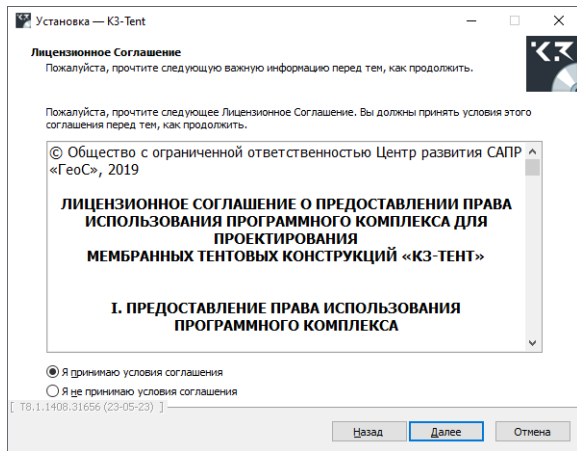 Установка — K3-Tent
Лицензионное Соглашение
Пожалуйста, прочтите следующую важную информацию перед тем, как продолжить.
Пожалуйста, прочтите следующее Лицензионное Соглашение. Вы должны принять условия этого
соглашения перед тем, как продолжить.
© Общество с ограниченной ответственностью Центр развития САПР
«ГеоС», 2019
ЛИЦЕНЗИОННОЕ СОГЛАШЕНИЕ О ПРЕДОСТАВЛЕНИИ ПРАВА
ИСПОЛЬЗОВАНИЯ ПРОГРАММНОГО КОМПЛЕКСА ДЛЯ
ПРОЕКТИРОВАНИЯ
МЕМБРАННЫХ ТЕНТОВЫХ КОНСТРУКЦИЙ «К3-ТЕНТ»
I. ПРЕДОСТАВЛЕНИЕ ПРАВА ИСПОЛЬЗОВАНИЯ
ПРОГРАММНОГО КОМПЛЕКСА
Я принимаю условия соглашения
Я не принимаю условия соглашения
[ T8.1.1408.31656 (23-05-23) ]
Назад
Далее
Отмена